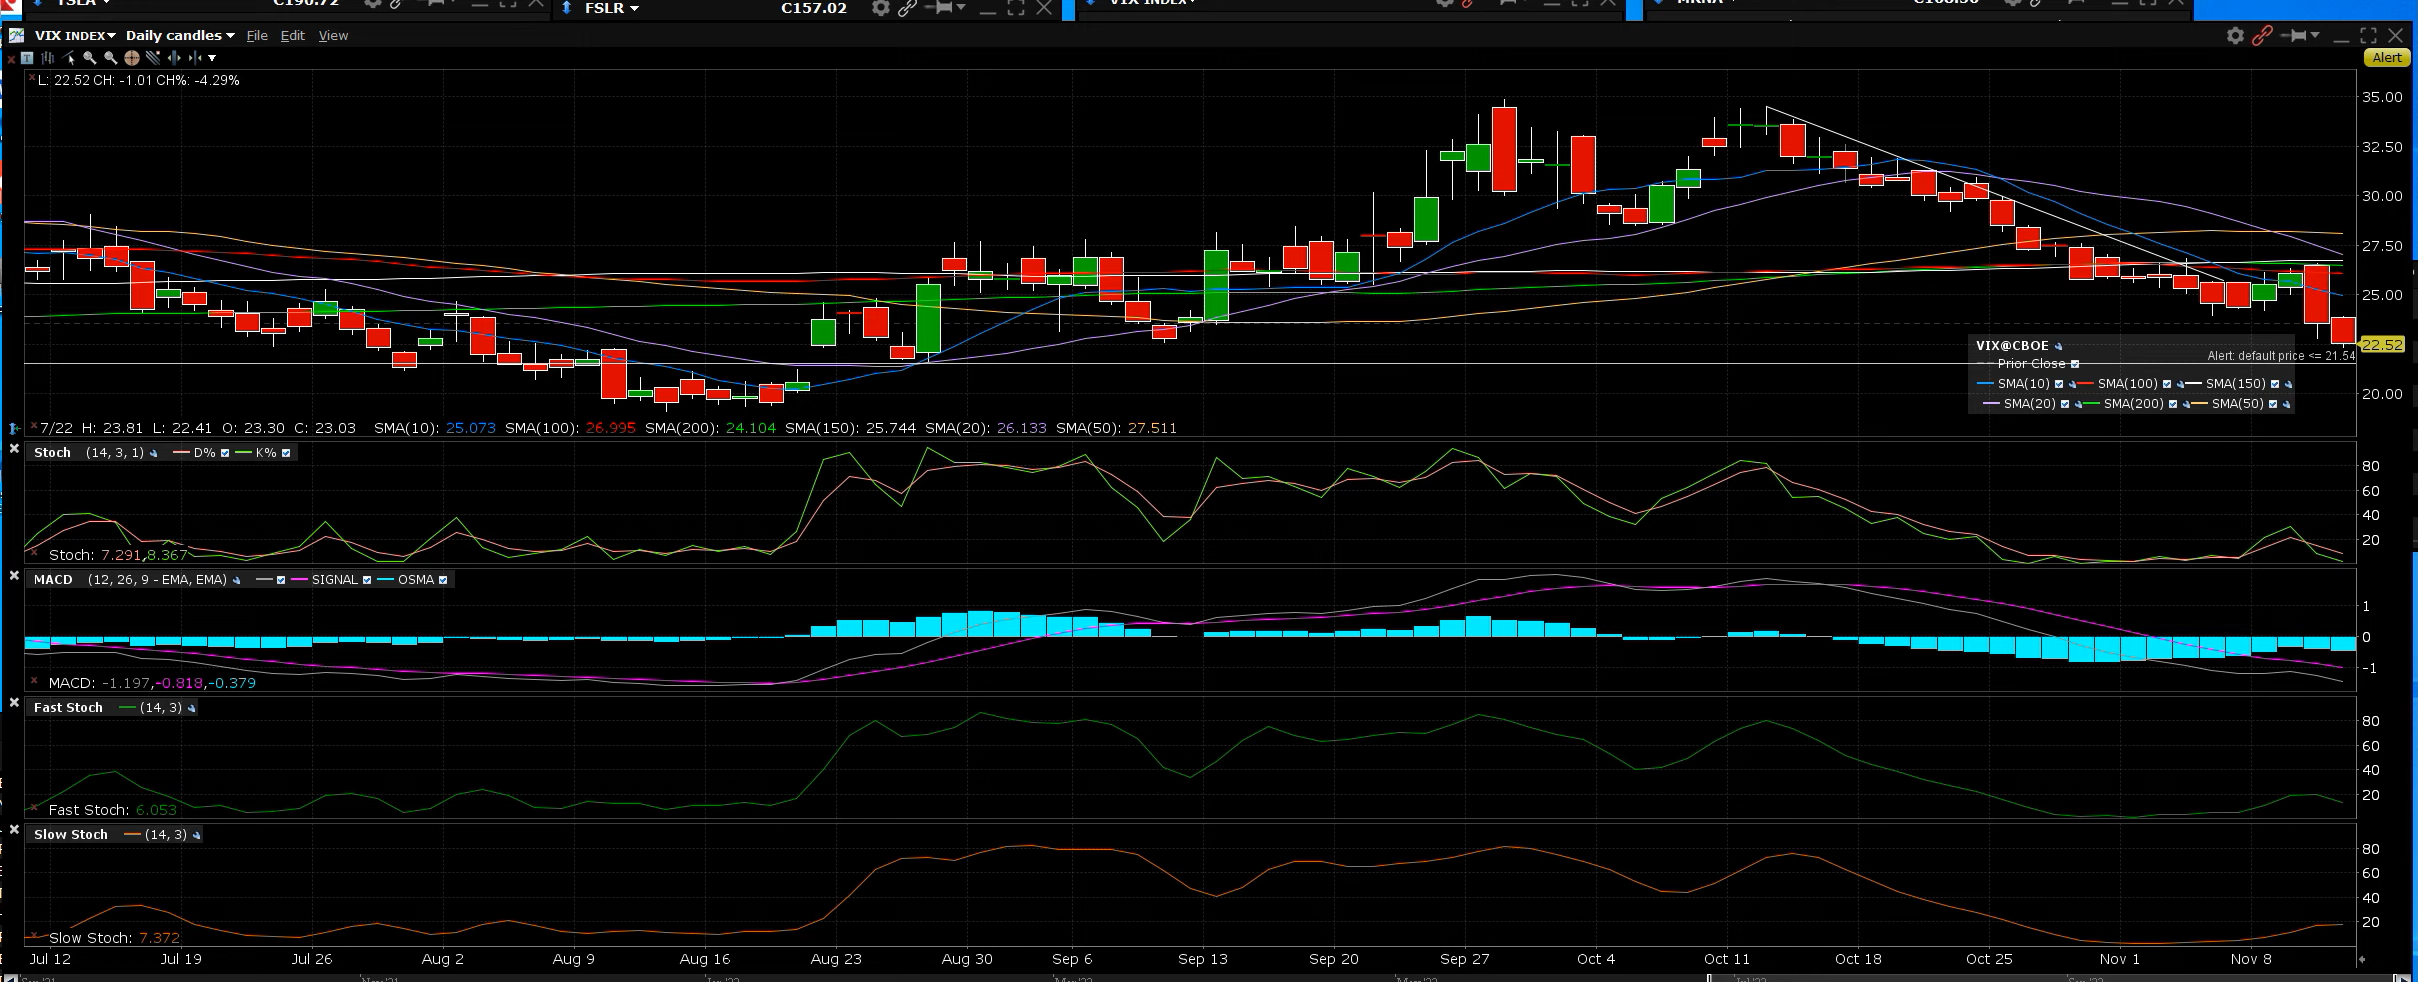 TSLA C190.72
FSLR C157.02
VIX INDEX
MRNA
VIX INDEX Daily candles File Edit View
Alert
L: 22.52 CH: -1.01 CH%: -4.29%
35.00
32.50
30.00
27.50
25.00
22.52
20.00
VIX@CBOE
Alert: default price <= 21.54
Prior Close
SMA(10) SMA(100) SMA(150)
SMA(20) SMA(200) SMA(50)
7/22 H: 23.81 L: 22.41 O: 23.30 C: 23.03 SMA(10): 25.073 SMA(100): 26.995 SMA(200): 24.104 SMA(150): 25.744 SMA(20): 26.133 SMA(50): 27.511
Stoch (14, 3, 1) D% K%
80
60
40
20
Stoch: 7.291,8.367
MACD (12, 26, 9 - EMA, EMA) SIGNAL OSMA
1
0
-1
MACD: -1.197,-0.818,-0.379
Fast Stoch (14, 3)
80
60
40
20
Fast Stoch: 6.053
Slow Stoch (14, 3)
80
60
40
20
Slow Stoch: 7.372
Jul 12 Jul 19 Jul 26 Aug 2 Aug 9 Aug 16 Aug 23 Aug 30 Sep 6 Sep 13 Sep 20 Sep 27 Oct 4 Oct 11 Oct 18 Oct 25 Nov 1 Nov 8